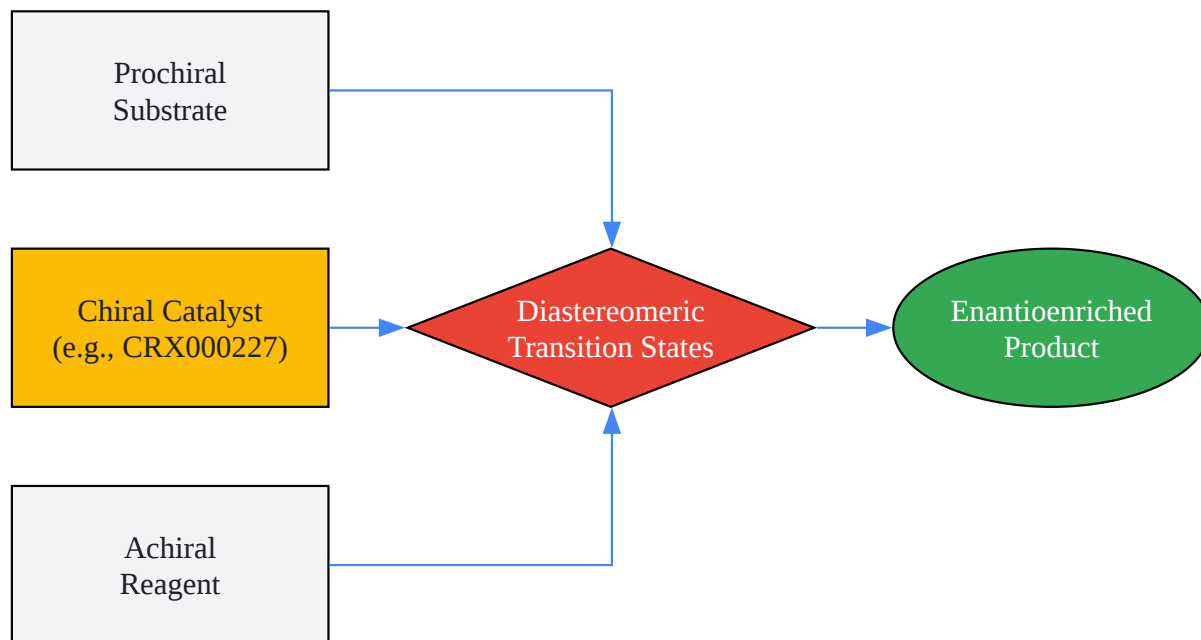 Prochiral
Substrate
Chiral Catalyst
(e.g., CRX000227)
Diastereomeric
Transition States
Enantioenriched
Product
Achiral
Reagent